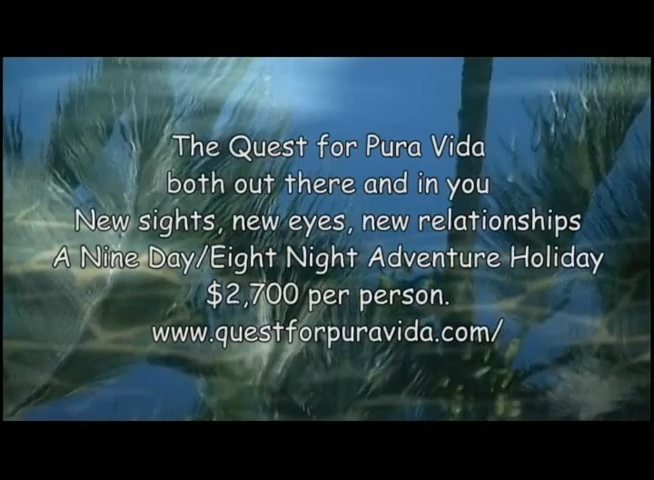 The Quest for Pura Vida
both out there and in you
New sights, new eyes, new relationships
A Nine Day/Eight Night Adventure Holiday
$2,700 per person.
www.questforpuravida.com/